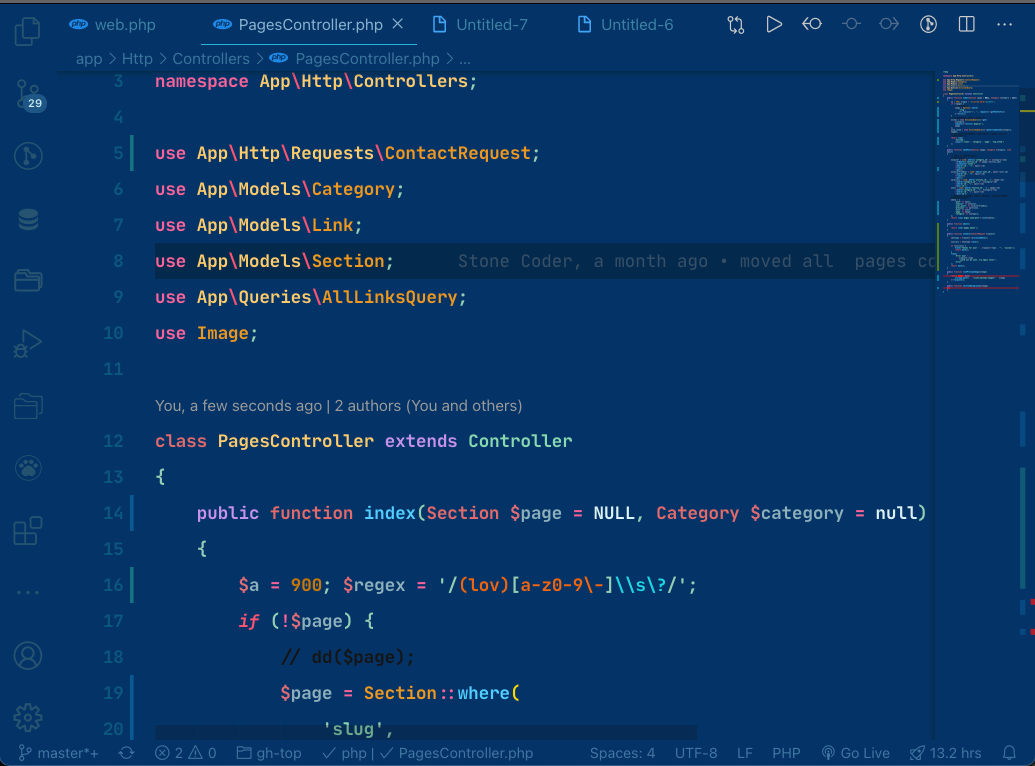 web.php
PagesController.php
Untitled-7
Untitled-6
app > Http > Controllers > PagesController.php > ...
29
3 namespace App\Http\Controllers;
4
5 use App\Http\Requests\ContactRequest;
6 use App\Models\Category;
7 use App\Models\Link;
8 use App\Models\Section; Stone Coder, a month ago • moved all pages co
9 use App\Queries\AllLinksQuery;
10 use Image;
11
You, a few seconds ago | 2 authors (You and others)
12 class PagesController extends Controller
13 {
14 public function index(Section $page = NULL, Category $category = null)
15 {
16 $a = 900; $regex = '/(lov)[a-z0-9\-]\\s\?/';
17 if (!$page) {
18 // dd($page);
19 $page = Section::where(
20 'slug',
master*+ 2 0 gh-top php | PagesController.php Spaces: 4 UTF-8 LF PHP Go Live 13.2 hrs